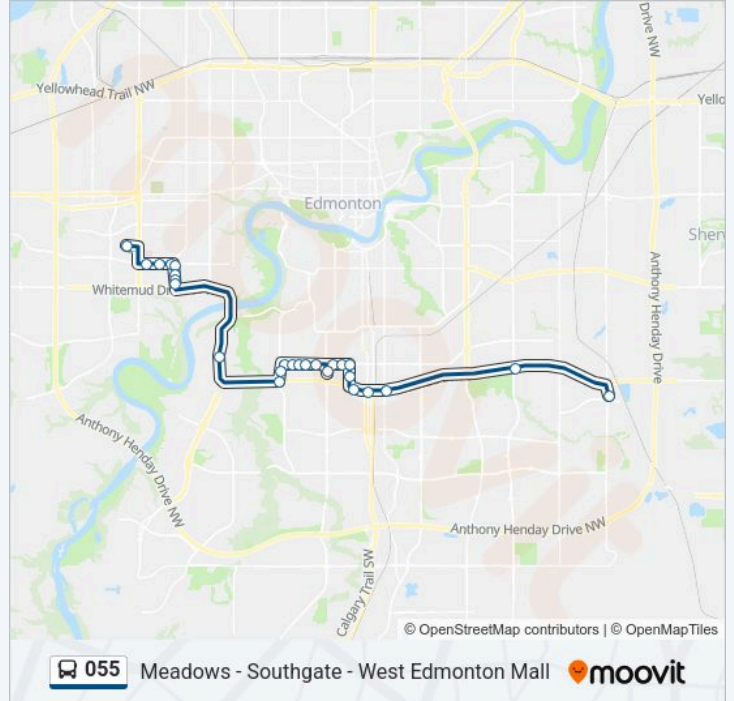 Drive NW
Yellowhead Trail NW
Yello
Edmonton
Sher
Whitemud Dr
Anthony Henday Drive
Anthony Henday Drive NW
Anthony Henday Drive NW
Calgary Trail SW
© OpenStreetMap contributors | © OpenMapTiles
055 Meadows - Southgate - West Edmonton Mall moovit